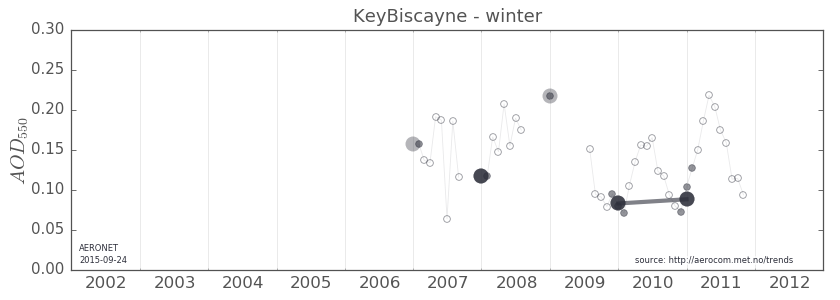 KeyBiscayne - winter
0.30
0.25
0.20
0.15
0.10
0.05
0.00
AOD550
AERONET
2015-09-24
source: http://aerocom.met.no/trends
2002 2003 2004 2005 2006 2007 2008 2009 2010 2011 2012